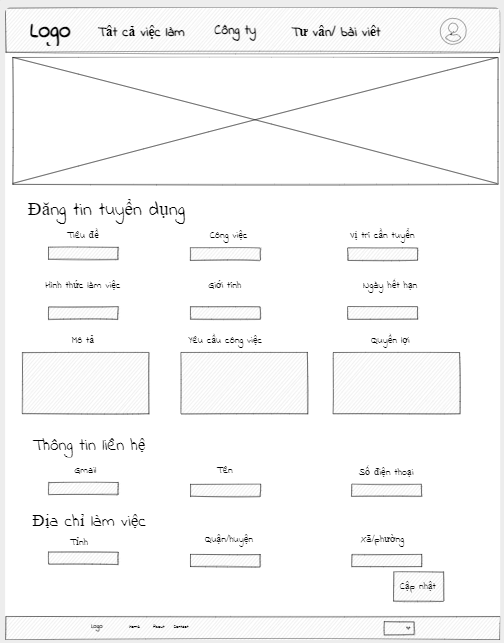 Logo Tất cả việc làm Công ty Tư vấn/ bài viết
Đăng tin tuyển dụng
Tiêu đề Công việc Vị trí cần tuyển
Hình thức làm việc Giới tính Ngày hết hạn
Mô tả Yêu cầu công việc Quyền lợi
Thông tin liên hệ
Gmail Tên Số điện thoại
Địa chỉ làm việc
Tỉnh Quận/huyện Xã/phường
Cập nhật
Logo Home About Contact